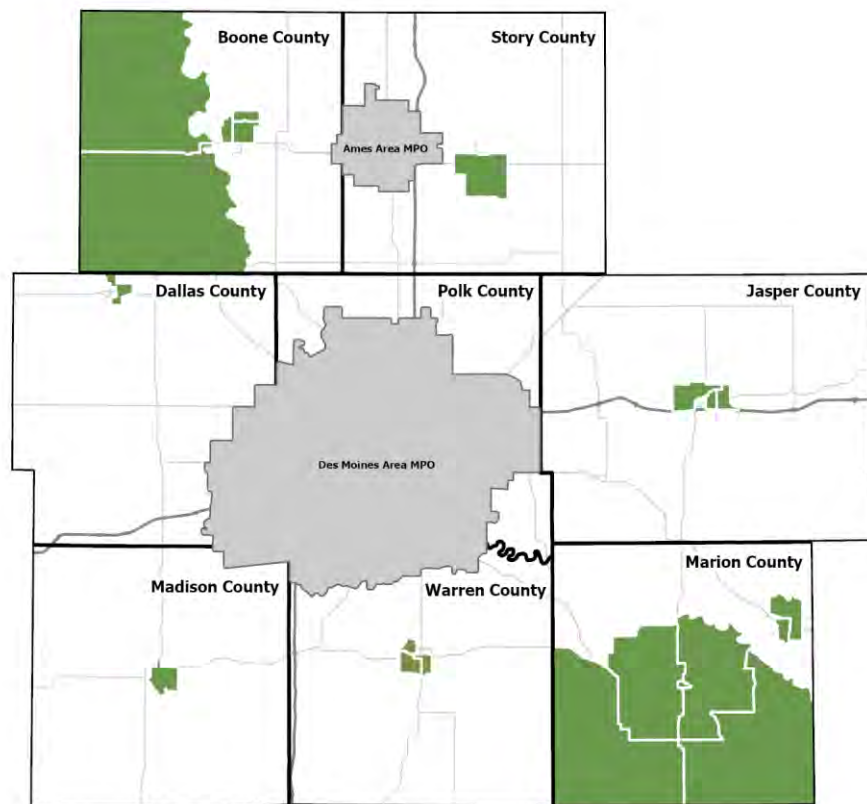 Boone County
Story County
Ames Area MPO
Dallas County
Polk County
Jasper County
Des Moines Area MPO
Madison County
Warren County
Marion County